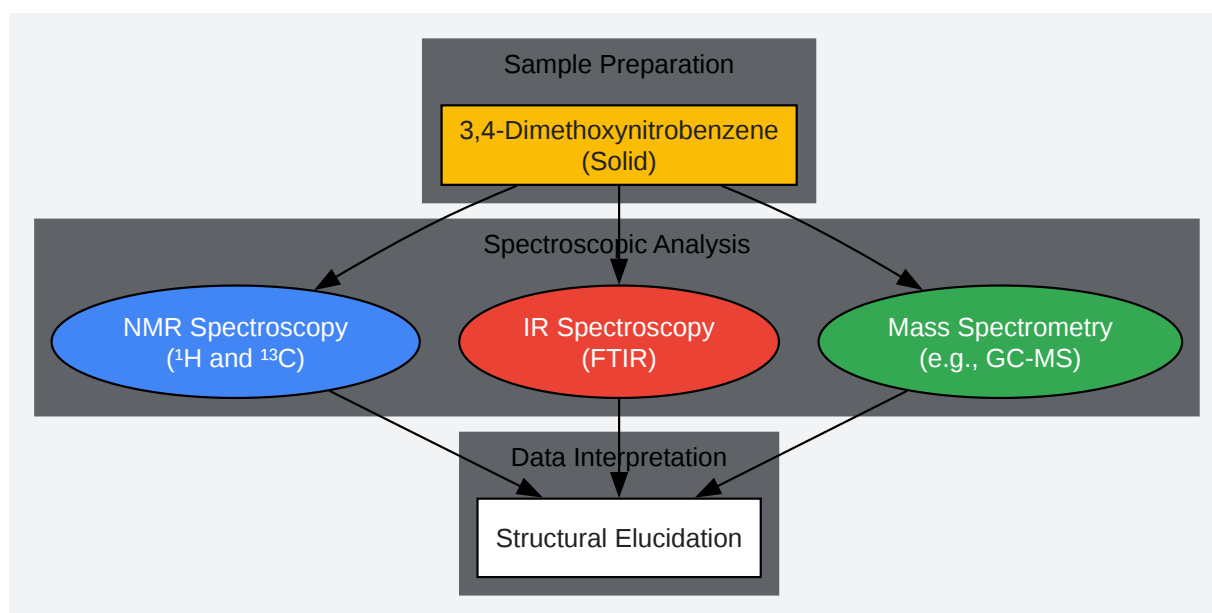 Sample Preparation
3,4-Dimethoxynitrobenzene
(Solid)
Spectroscopic Analysis
NMR Spectroscopy
(¹H and ¹³C)
IR Spectroscopy
(FTIR)
Mass Spectrometry
(e.g., GC-MS)
Data Interpretation
Structural Elucidation